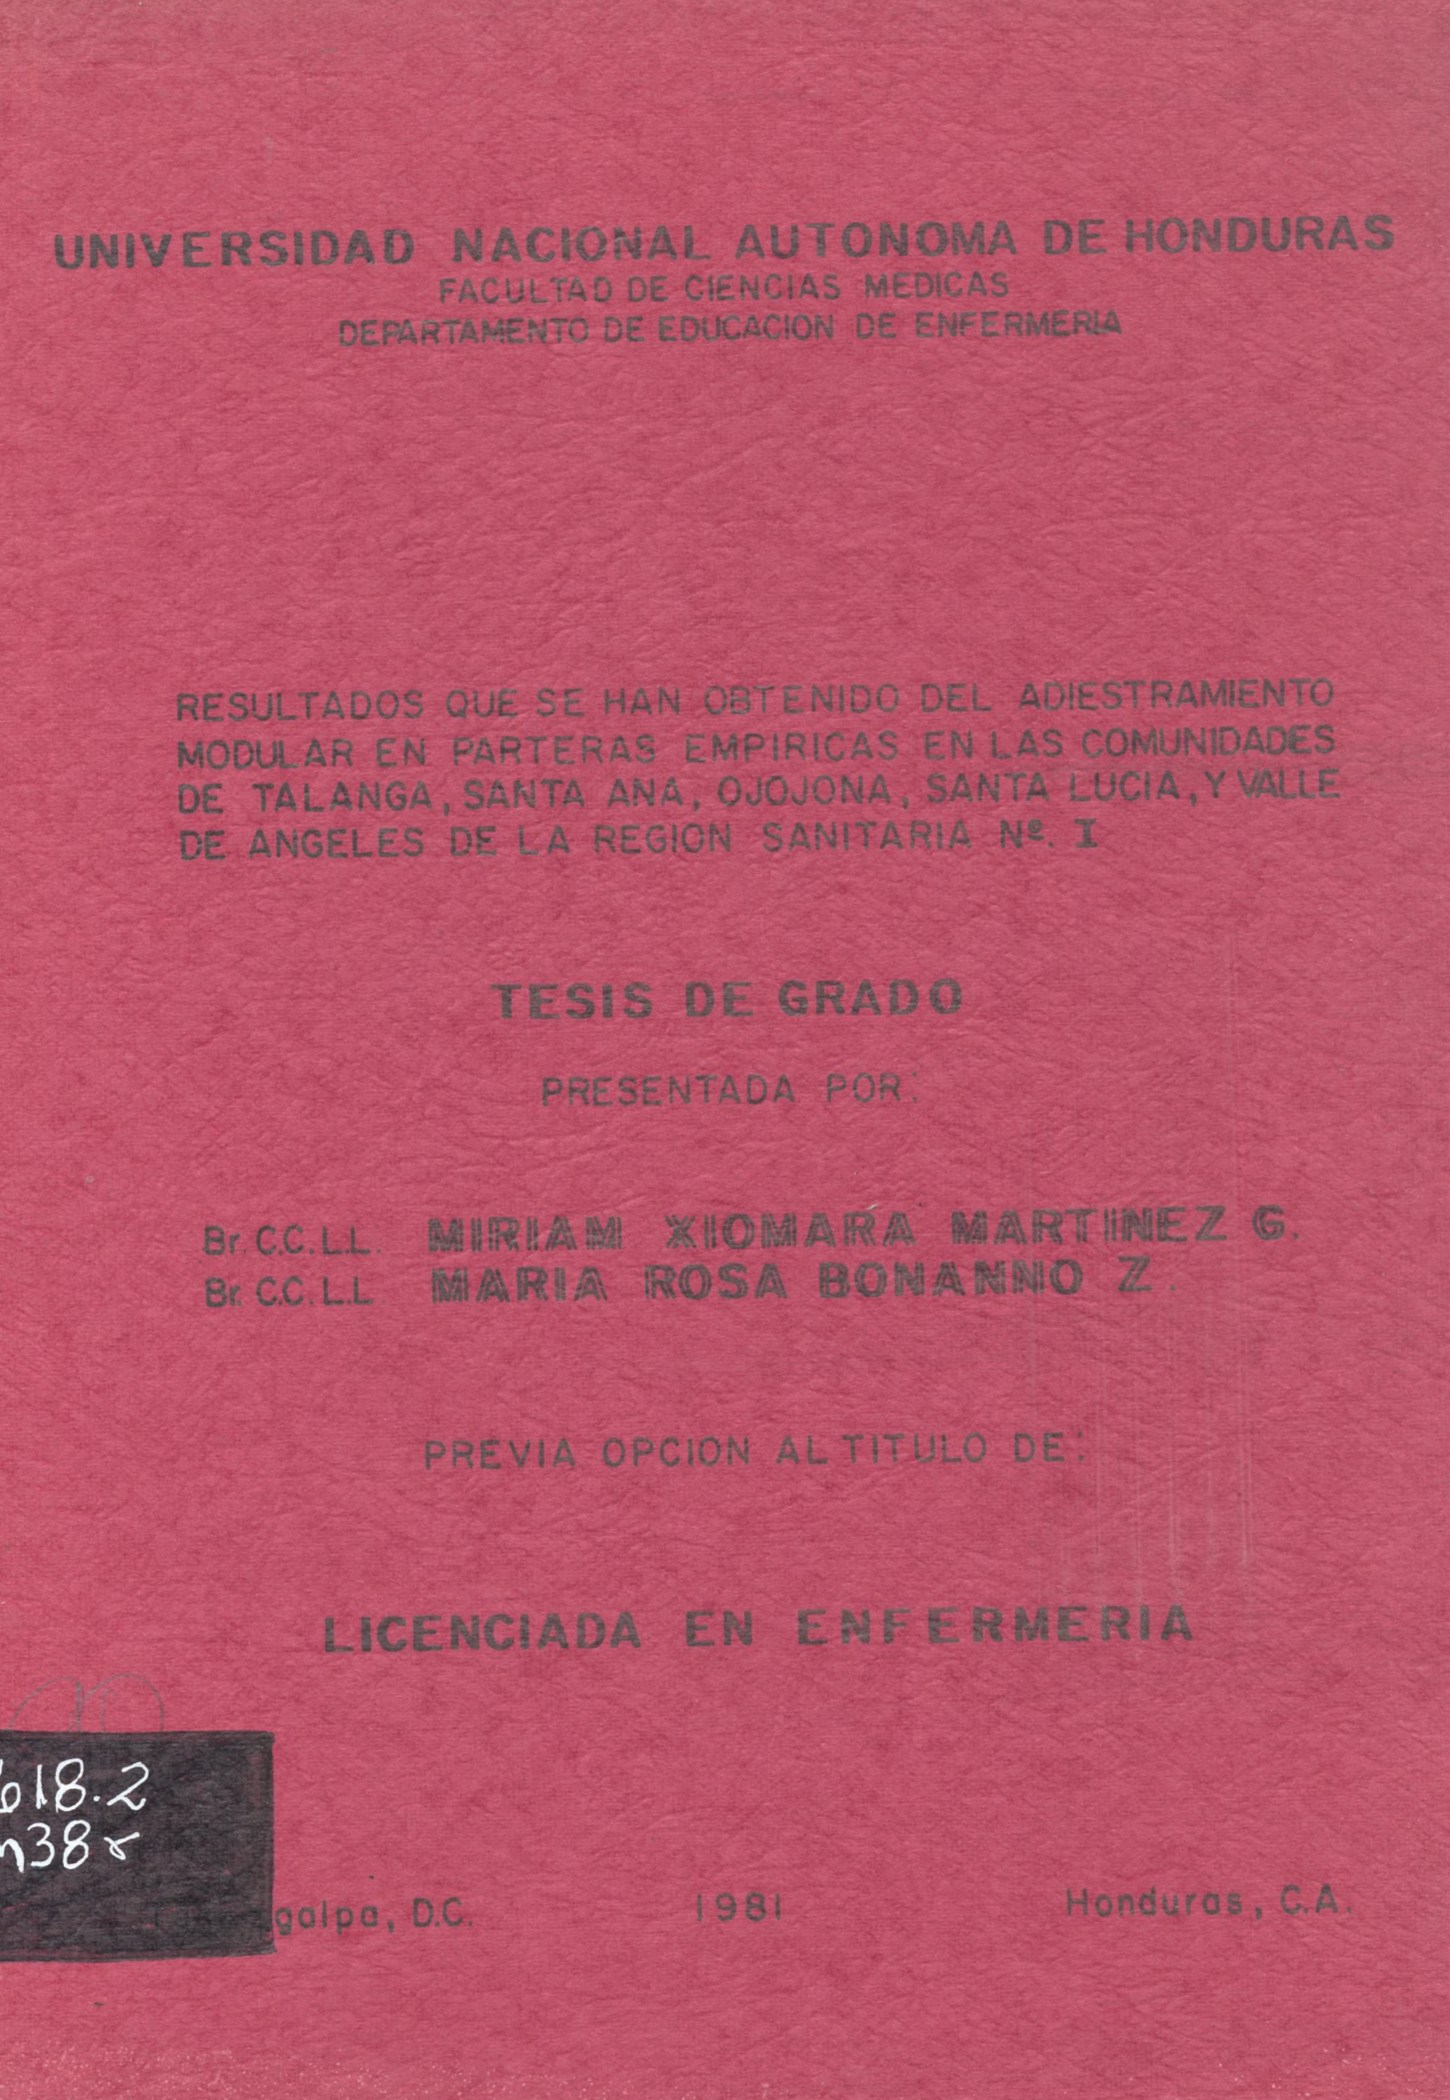 UNIVERSIDAD NACIONAL AUTONOMA DE HONDURAS
FACULTAD DE CIENCIAS MEDICAS
DEPARTAMENTO DE EDUCACION DE ENFERMERIA
RESULTADOS QUE SE HAN OBTENIDO DEL ADIESTRAMIENTO
MODULAR EN PARTERAS EMPIRICAS EN LAS COMUNIDADES
DE TALANGA, SANTA ANA, OJOJONA, SANTA LUCIA, Y VALLE
DE ANGELES DE LA REGION SANITARIA Nº. I
TESIS DE GRADO
PRESENTADA POR:
Br. C.C.L.L. MIRIAM XIOMARA MARTINEZ G.
Br. C.C.L.L MARIA ROSA BONANNO Z.
PREVIA OPCION AL TITULO DE:
LICENCIADA EN ENFERMERIA
618.2
m38r
galpa, D.C. 1981 Honduras, C.A.